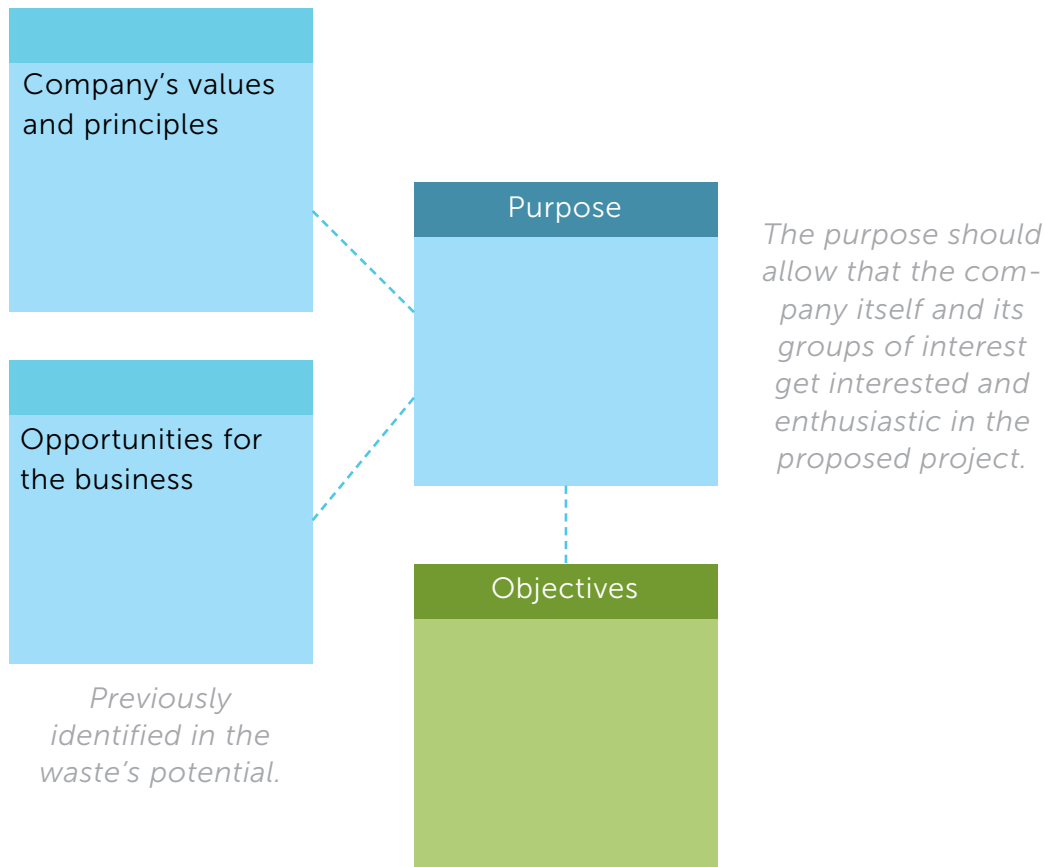 Company’s values
and principles
Purpose
The purpose should
allow that the com-
pany itself and its
groups of interest
get interested and
enthusiastic in the
proposed project.
Opportunities for
the business
Previously
identified in the
waste’s potential.
Objectives